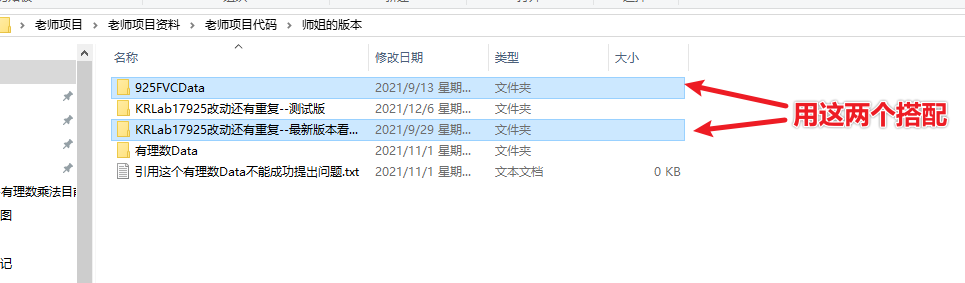 老师项目 > 老师项目资料 > 老师项目代码 > 师姐的版本
名称 修改日期 类型 大小
925FVCData 2021/9/13 星期... 文件夹
KRLab17925改动还有重复--测试版 2021/12/6 星期... 文件夹
KRLab17925改动还有重复--最新版本看... 2021/9/29 星期... 文件夹
有理数Data 2021/11/1 星期... 文件夹
引用这个有理数Data不能成功提出问题.txt 2021/11/1 星期... 文本文档 0 KB
用这两个搭配
有理数乘法目前
图
记